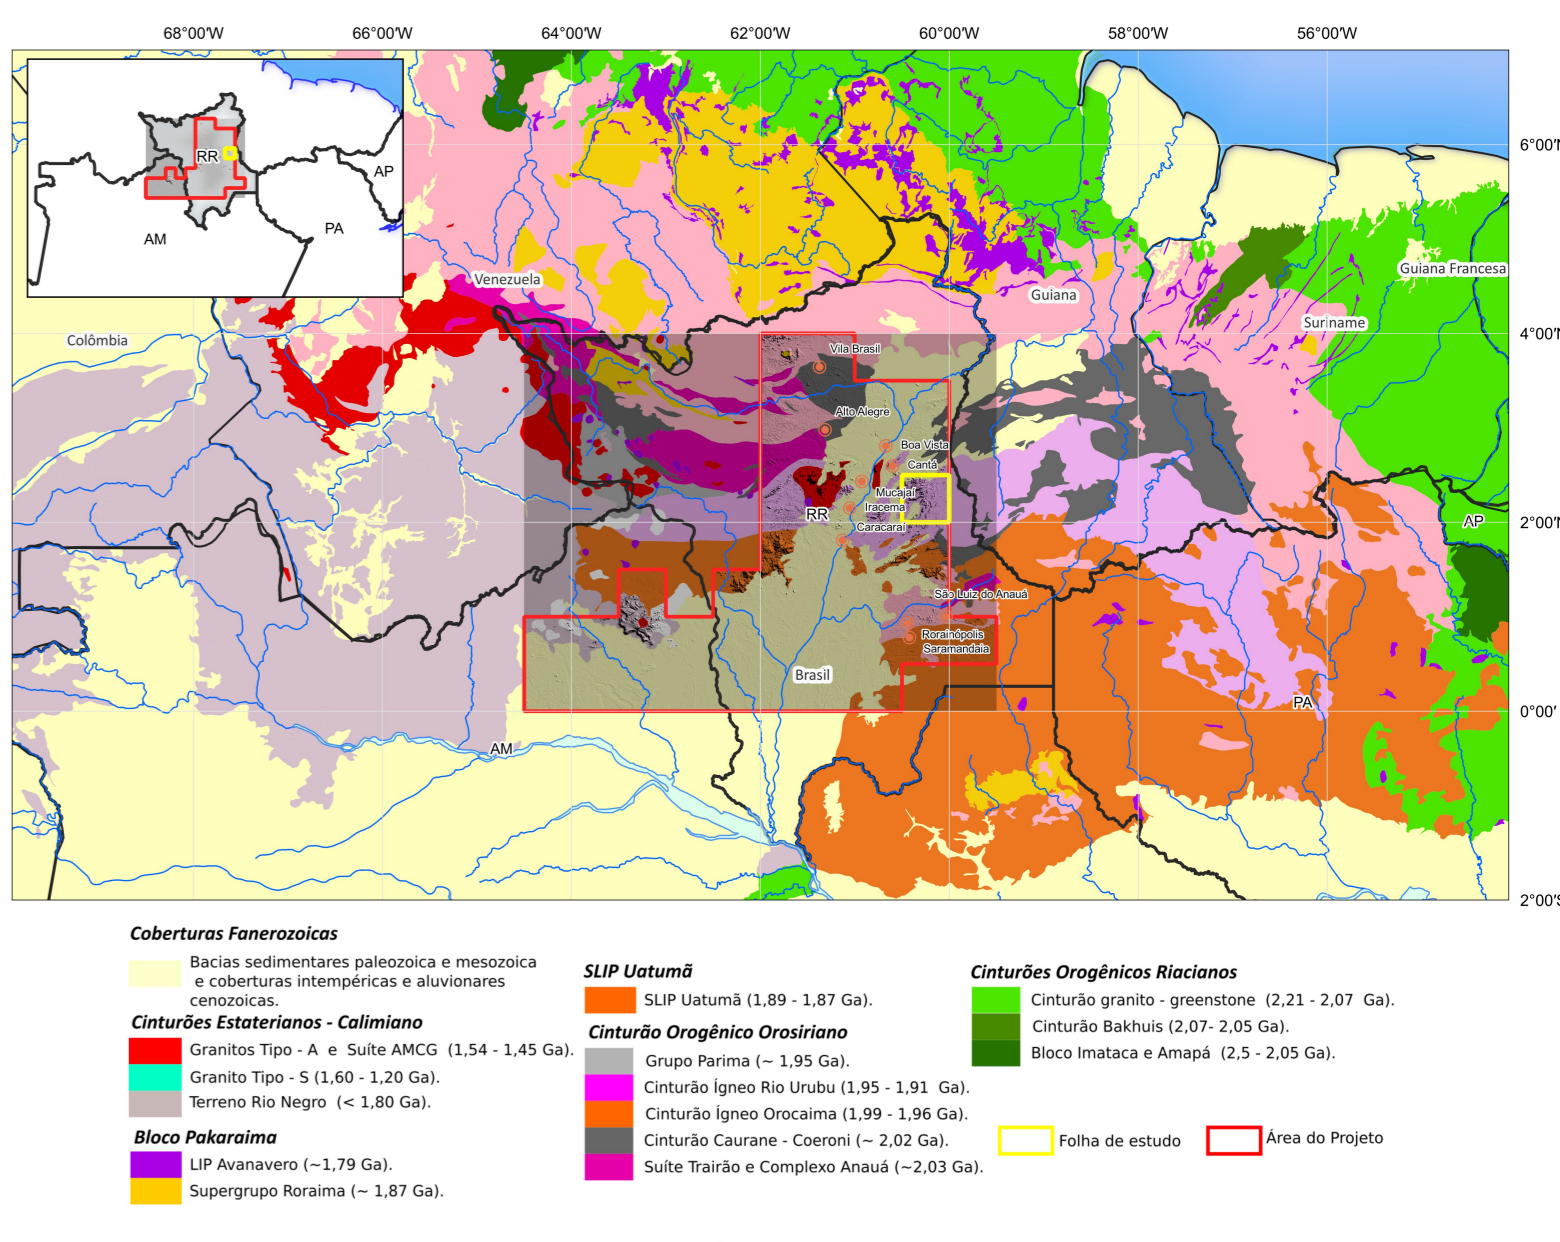 68°00'W 66°00'W 64°00'W 62°00'W 60°00'W 58°00'W 56°00'W
RR
AP
AM
PA
6°00'N
Venezuela
Guiana
Guiana Francesa
Suriname
4°00'N
Colômbia
Vila Brasil
Alto Alegre
Boa Vista
Cantá
Mucajaí
Iracema
RR
Caracaraí
AP
2°00'N
São Luiz do Anauá
Rorainópolis
Saramandaia
Brasil
PA
0°00'
AM
2°00'S
Coberturas Fanerozoicas
Bacias sedimentares paleozoica e mesozoica
e coberturas intempéricas e aluvionares
cenozoicas.
Cinturões Estaterianos - Calimiano
Granitos Tipo - A e Suíte AMCG (1,54 - 1,45 Ga).
Granito Tipo - S (1,60 - 1,20 Ga).
Terreno Rio Negro (< 1,80 Ga).
Bloco Pakaraima
LIP Avanavero (~1,79 Ga).
Supergrupo Roraima (~ 1,87 Ga).
SLIP Uatumã
SLIP Uatumã (1,89 - 1,87 Ga).
Cinturão Orogênico Orosiriano
Grupo Parima (~ 1,95 Ga).
Cinturão Ígneo Rio Urubu (1,95 - 1,91 Ga).
Cinturão Ígneo Orocaima (1,99 - 1,96 Ga).
Cinturão Caurane - Coeroni (~ 2,02 Ga).
Suíte Trairão e Complexo Anauá (~2,03 Ga).
Cinturões Orogênicos Riacianos
Cinturão granito - greenstone (2,21 - 2,07 Ga).
Cinturão Bakhuis (2,07- 2,05 Ga).
Bloco Imataca e Amapá (2,5 - 2,05 Ga).
Folha de estudo
Área do Projeto